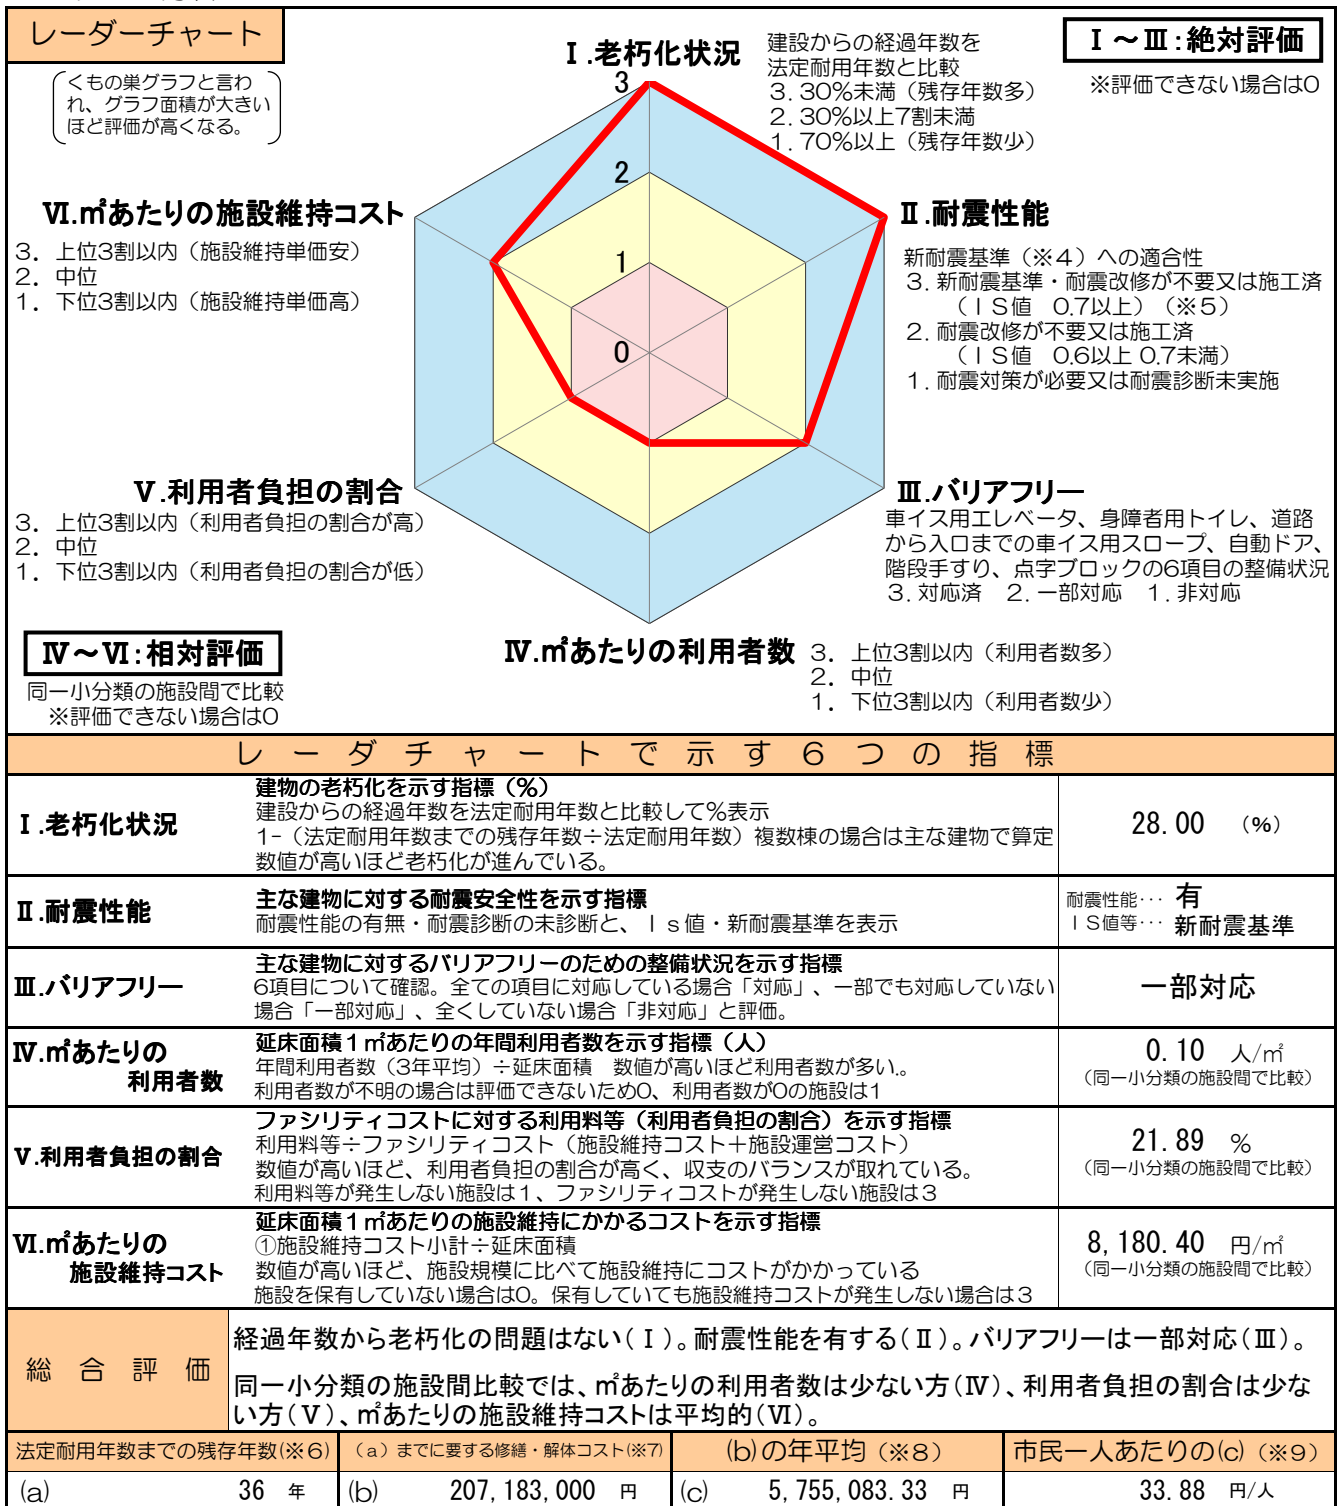 レーダーチャート
くもの巣グラフと言わ
れ、グラフ面積が大きい
ほど評価が高くなる。
Ⅰ.老朽化状況
建設からの経過年数を
法定耐用年数と比較
3. 30%未満（残存年数多）
2. 30%以上7割未満
1. 70%以上（残存年数少）
Ⅰ～Ⅲ:絶対評価
※評価できない場合は0
3
2
1
0
Ⅵ.㎡あたりの施設維持コスト
3. 上位3割以内（施設維持単価安）
2. 中位
1. 下位3割以内（施設維持単価高）
Ⅱ.耐震性能
新耐震基準（※4）への適合性
3. 新耐震基準・耐震改修が不要又は施工済
（ＩＳ値 0.7以上）（※5）
2. 耐震改修が不要又は施工済
（ＩＳ値 0.6以上 0.7未満）
1. 耐震対策が必要又は耐震診断未実施
Ⅴ.利用者負担の割合
3. 上位3割以内（利用者負担の割合が高）
2. 中位
1. 下位3割以内（利用者負担の割合が低）
Ⅲ.バリアフリー
車イス用エレベータ、身障者用トイレ、道路
から入口までの車イス用スロープ、自動ドア、
階段手すり、点字ブロックの6項目の整備状況
3. 対応済 2. 一部対応 1. 非対応
Ⅳ～Ⅵ:相対評価
同一小分類の施設間で比較
※評価できない場合は0
Ⅳ.㎡あたりの利用者数
3. 上位3割以内（利用者数多）
2. 中位
1. 下位3割以内（利用者数少）
レーダチャートで示す６つの指標
Ⅰ.老朽化状況
建物の老朽化を示す指標（%）
建設からの経過年数を法定耐用年数と比較して%表示
1-（法定耐用年数までの残存年数÷法定耐用年数）複数棟の場合は主な建物で算定
数値が高いほど老朽化が進んでいる。
28.00 （%）
Ⅱ.耐震性能
主な建物に対する耐震安全性を示す指標
耐震性能の有無・耐震診断の未診断と、Ｉｓ値・新耐震基準を表示
耐震性能･･･ 有
ＩＳ値等･･･ 新耐震基準
Ⅲ.バリアフリー
主な建物に対するバリアフリーのための整備状況を示す指標
6項目について確認。全ての項目に対応している場合「対応」、一部でも対応していない
場合「一部対応」、全くしていない場合「非対応」と評価。
一部対応
Ⅳ.㎡あたりの
利用者数
延床面積１㎡あたりの年間利用者数を示す指標（人）
年間利用者数（3年平均）÷延床面積 数値が高いほど利用者数が多い。
利用者数が不明の場合は評価できないため0、利用者数が0の施設は1
0.10 人/㎡
（同一小分類の施設間で比較）
Ⅴ.利用者負担の割合
ファシリティコストに対する利用料等（利用者負担の割合）を示す指標
利用料等÷ファシリティコスト（施設維持コスト＋施設運営コスト）
数値が高いほど、利用者負担の割合が高く、収支のバランスが取れている。
利用料等が発生しない施設は１、ファシリティコストが発生しない施設は３
21.89 %
（同一小分類の施設間で比較）
Ⅵ.㎡あたりの
施設維持コスト
延床面積１㎡あたりの施設維持にかかるコストを示す指標
①施設維持コスト小計÷延床面積
数値が高いほど、施設規模に比べて施設維持にコストがかかっている
施設を保有していない場合は0。保有していても施設維持コストが発生しない場合は３
8,180.40 円/㎡
（同一小分類の施設間で比較）
総合評価
経過年数から老朽化の問題はない(Ⅰ)。耐震性能を有する(Ⅱ)。バリアフリーは一部対応(Ⅲ)。
同一小分類の施設間比較では、㎡あたりの利用者数は少ない方(Ⅳ)、利用者負担の割合は少な
い方(Ⅴ)、㎡あたりの施設維持コストは平均的(Ⅵ)。
法定耐用年数までの残存年数(※6)
（a）までに要する修繕・解体コスト(※7)
(b)の年平均（※8）
市民一人あたりの(c)（※9）
(a) 36 年
(b) 207,183,000 円
(c) 5,755,083.33 円
33.88 円/人